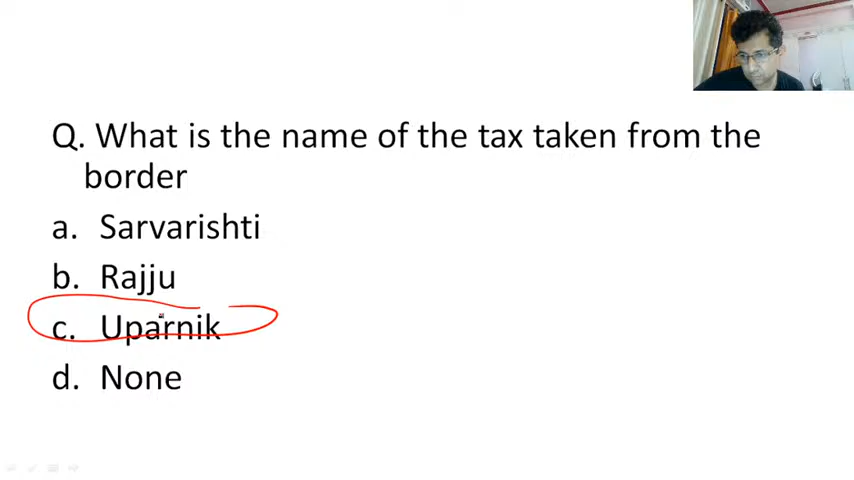 Q. What is the name of the tax taken from the
border
a. Sarvarishti
b. Rajju
c. Uparnik
d. None